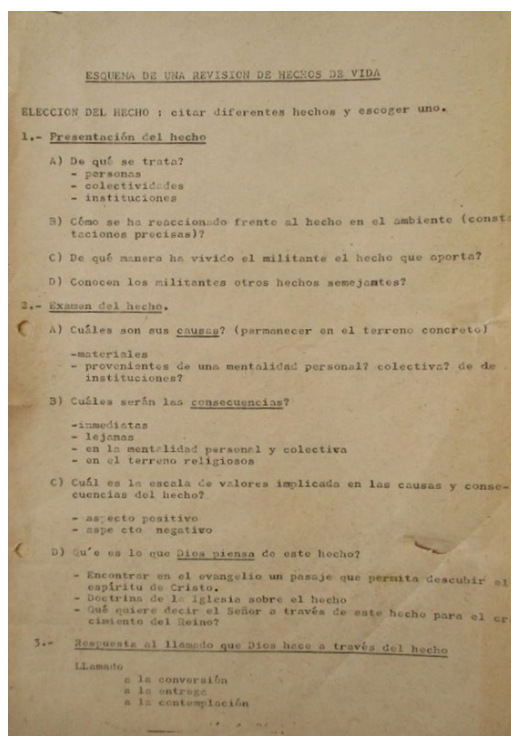 ESQUEMA DE UNA REVISION DE HECHOS DE VIDA
ELECCION DEL HECHO : citar diferentes hechos y escoger uno.
1.- Presentación del hecho
A) De qué se trata?
- personas
- colectividades
- instituciones
B) Cómo se ha reaccionado frente al hecho en el ambiente (const
taciones precisas)?
C) De qué manera ha vivido el militante el hecho que aporta?
D) Conocen los militantes otros hechos semejantes?
2.- Examen del hecho.
A) Cuáles son sus causas? (permanecer en el terreno concreto)
-materiales
- provenientes de una mentalidad personal? colectiva? de de
instituciones?
B) Cuáles serán las consecuencias?
-inmediatas
- lejanas
- en la mentalidad personal y colectiva
- en el terreno religiosos
C) Cuál es la escala de valores implicada en las causas y conse-
cuencias del hecho?
- aspecto positivo
- aspe cto negativo
D) Qu'e es lo que Dios piensa de este hecho?
- Encontrar en el evangelio un pasaje que permita descubir el
espíritu de Cristo.
- Doctrina de la Iglesia sobre el hecho
- Qué quiere decir el Señor a través de este hecho para el cre
cimiento del Reino?
3.- Respuesta al llamado que Dios hace a través del hecho
LLamado
a la conversión
a la entrega
a la contemplación